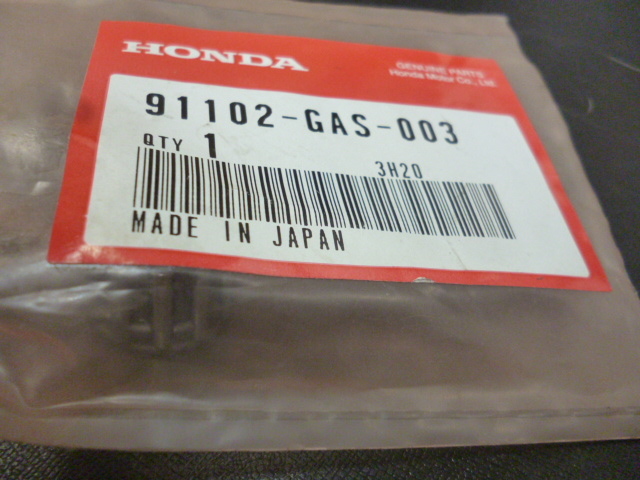 HONDA
GENUINE PARTS
Honda Motor Co., Ltd.
91102-GAS-003
QTY 1
3H20
MADE IN JAPAN